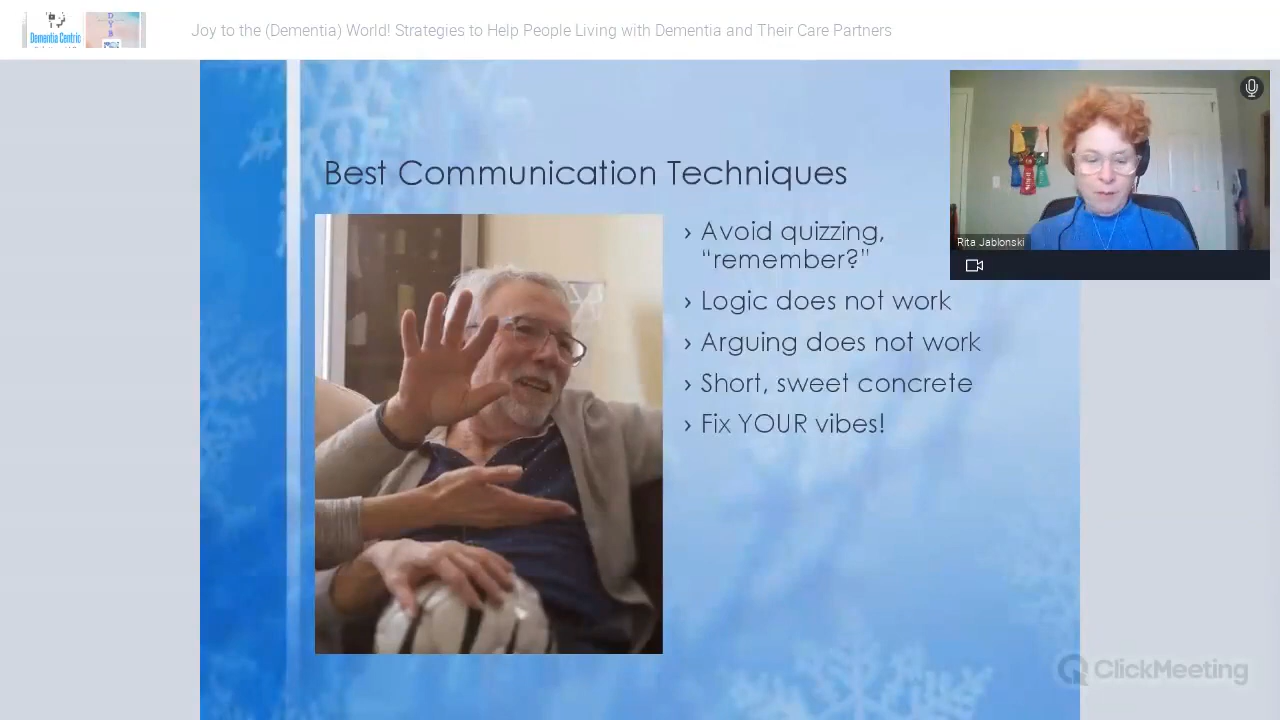 Dementia Centric
Joy to the (Dementia) World! Strategies to Help People Living with Dementia and Their Care Partners
Best Communication Techniques
› Avoid quizzing,
“remember?”
› Logic does not work
› Arguing does not work
› Short, sweet concrete
› Fix YOUR vibes!
Rita Jablonski
ClickMeeting